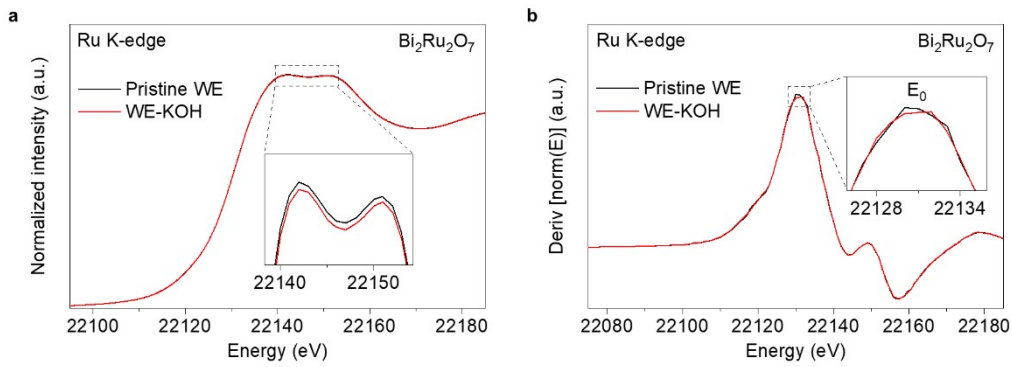 a
Ru K-edge
Bi2Ru2O7
Pristine WE
WE-KOH
Normalized intensity (a.u.)
22140 22150
22100 22120 22140 22160 22180
Energy (eV)
b
Ru K-edge
Bi2Ru2O7
Pristine WE
WE-KOH
E0
Deriv [norm(E)] (a.u.)
22128 22134
22080 22100 22120 22140 22160 22180
Energy (eV)